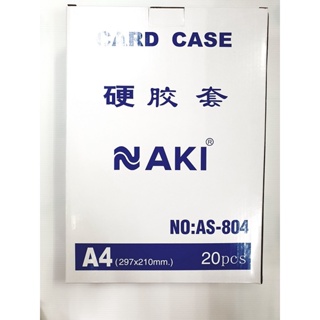 CARD CASE
硬胶套
NAKI®
NO:AS-804
A4 (297x210mm.) 20pcs